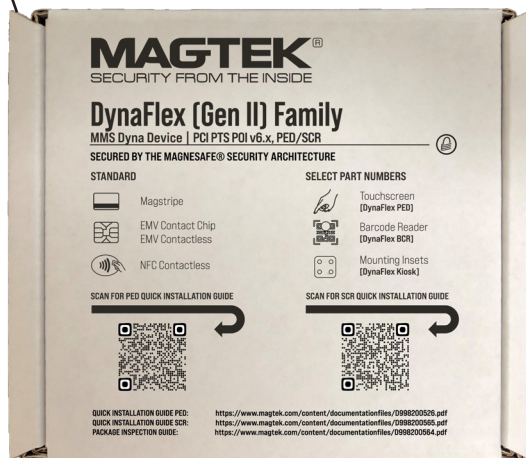 MAGTEK®
SECURITY FROM THE INSIDE
DynaFlex (Gen II) Family
MMS Dyna Device | PCI PTS POI v6.x, PED/SCR
SECURED BY THE MAGNESAFE® SECURITY ARCHITECTURE
STANDARD
Magstripe
EMV Contact Chip
EMV Contactless
NFC Contactless
SELECT PART NUMBERS
Touchscreen
[DynaFlex PED]
Barcode Reader
[DynaFlex BCR]
Mounting Insets
[DynaFlex Kiosk]
SCAN FOR PED QUICK INSTALLATION GUIDE
SCAN FOR SCR QUICK INSTALLATION GUIDE
QUICK INSTALLATION GUIDE PED: https://www.magtek.com/content/documentationfiles/D998200526.pdf
QUICK INSTALLATION GUIDE SCR: https://www.magtek.com/content/documentationfiles/D998200565.pdf
PACKAGE INSPECTION GUIDE: https://www.magtek.com/content/documentationfiles/D998200564.pdf